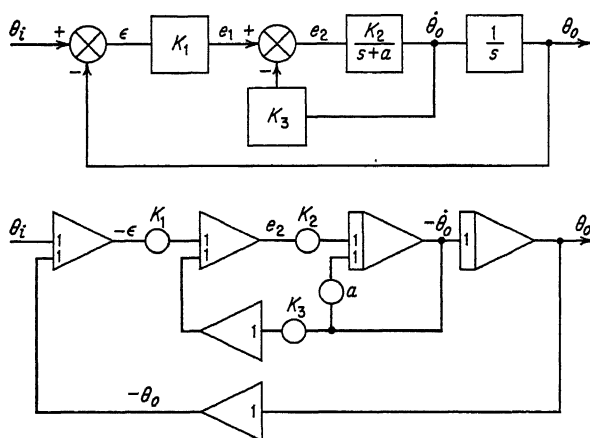 θi + − ϵ K1 e1 + − e2 K2/(s+a) θ̇o 1/s θo
K3
θi 1 1 −ϵ K1 1 1 e2 K2 1 1 −θ̇o 1 θo
a
1 K3
−θo 1